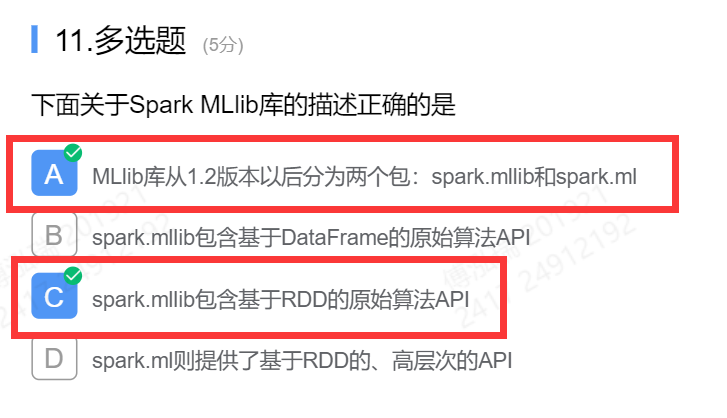 11.多选题 (5分)
下面关于Spark MLlib库的描述正确的是
A MLlib库从1.2版本以后分为两个包：spark.mllib和spark.ml
B spark.mllib包含基于DataFrame的原始算法API
C spark.mllib包含基于RDD的原始算法API
D spark.ml则提供了基于RDD的、高层次的API
201921
2417 24912192